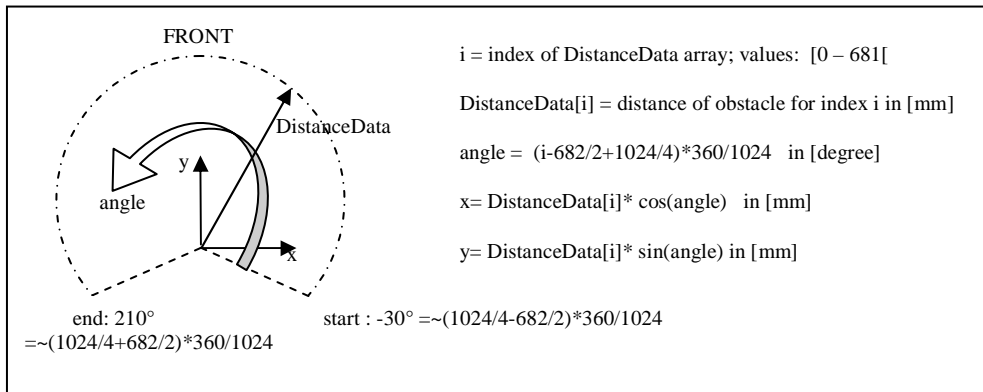 FRONT
DistanceData
y
angle
x
end: 210°
=~(1024/4+682/2)*360/1024
start : -30° =~(1024/4-682/2)*360/1024
i = index of DistanceData array; values:  [0 – 681[
DistanceData[i] = distance of obstacle for index i in [mm]
angle =  (i-682/2+1024/4)*360/1024   in [degree]
x= DistanceData[i]* cos(angle)   in [mm]
y= DistanceData[i]* sin(angle) in [mm]